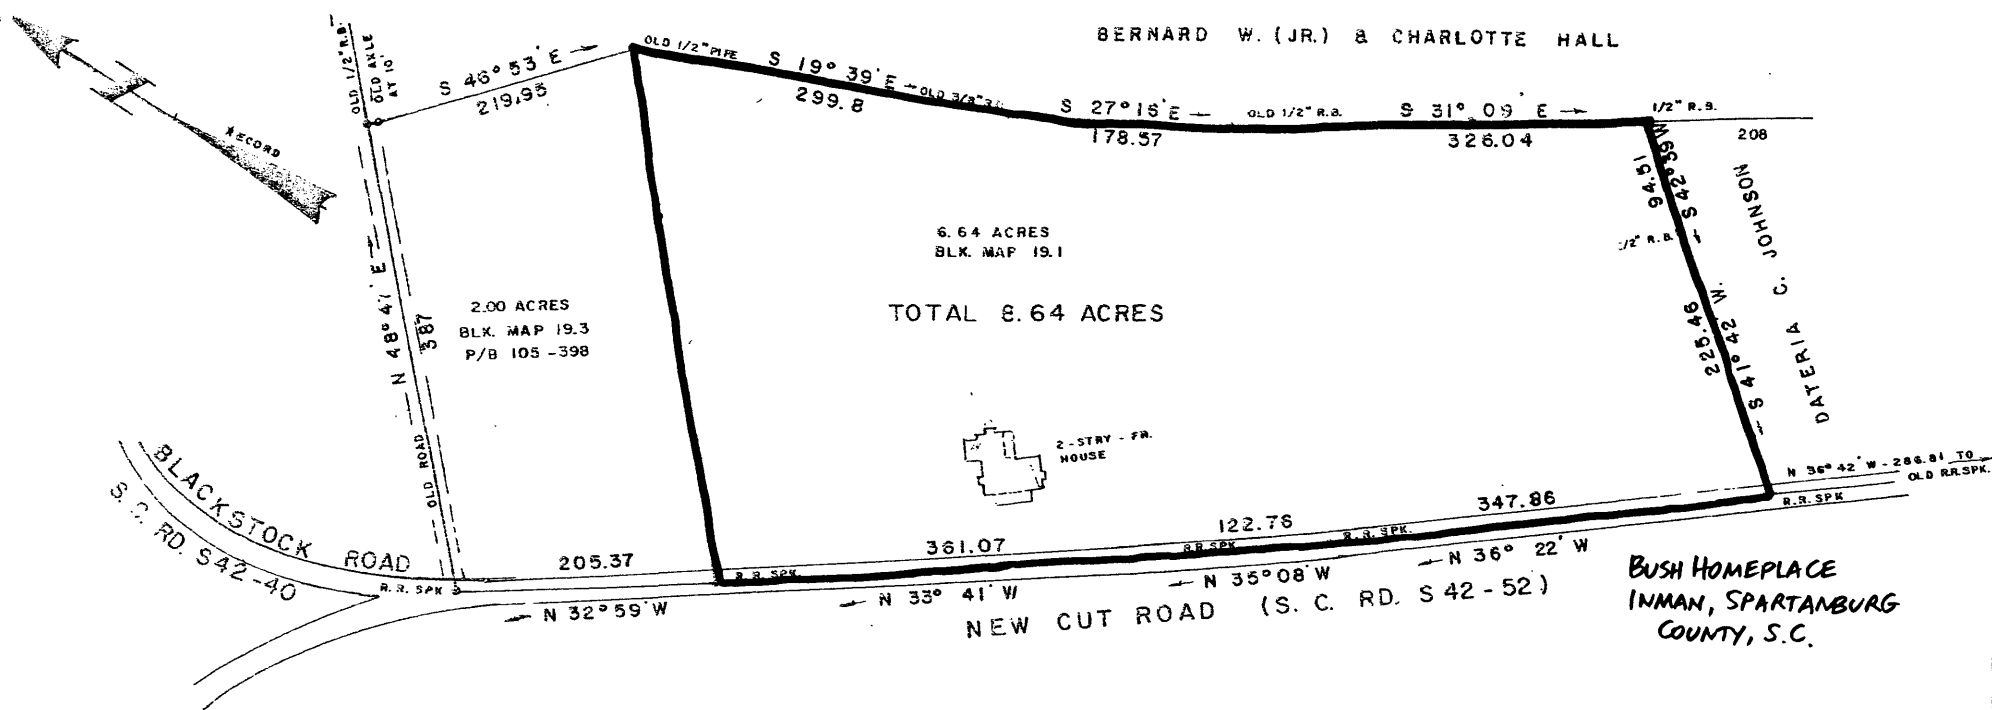 BERNARD W. (JR.) & CHARLOTTE HALL
OLD 1/2" R.B.
OLD AXLE
AT 10'
S 46° 53' E
219.95
OLD 1/2" PIPE
S 19° 39' E
299.8
OLD 3/8"
S 27° 16' E
178.57
OLD 1/2" R.B.
S 31° 09' E
326.04
1/2" R.B.
208
RECORD
S 42° 39' W
94.51
1/2" R.B.
S 41° 42' W.
225.46
DATERIA C. JOHNSON
6.64 ACRES
BLK. MAP 19.1
TOTAL 8.64 ACRES
N 48° 47' E
387
2.00 ACRES
BLK. MAP 19.3
P/B 105-398
OLD ROAD
2-STRY-FR.
HOUSE
BLACKSTOCK ROAD
S. C. RD. S42-40
R.R. SPK
205.37
N 32° 59' W
R.R. SPK.
361.07
N 33° 41' W
R.R. SPK
122.76
N 35° 08' W
R.R. SPK.
347.86
N 36° 22' W
R.R. SPK
N 36° 42' W - 286.81 TO
OLD R.R. SPK.
NEW CUT ROAD (S. C. RD. S 42-52)
BUSH HOMEPLACE
INMAN, SPARTANBURG
COUNTY, S.C.